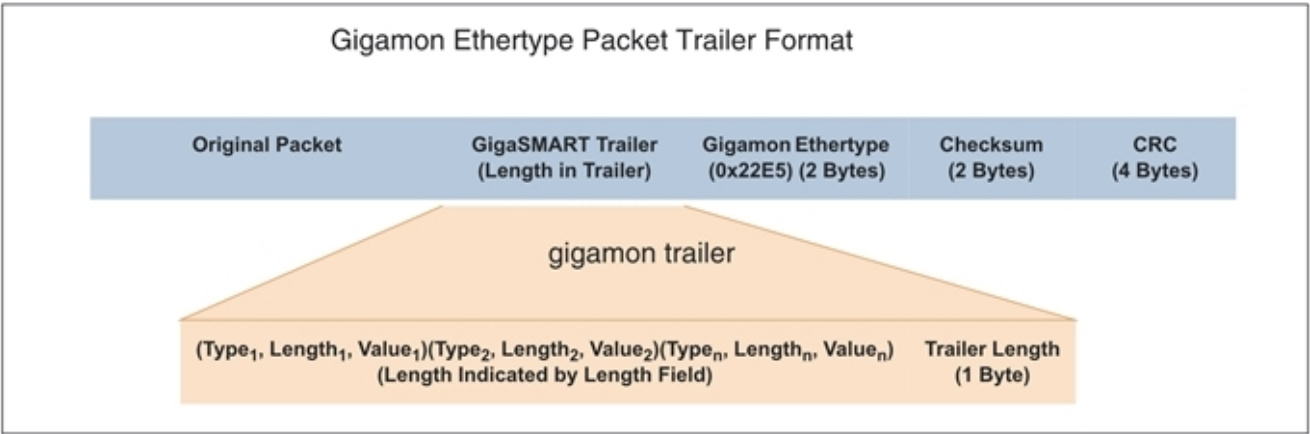 Gigamon Ethertype Packet Trailer Format
Original Packet
GigaSMART Trailer
(Length in Trailer)
Gigamon Ethertype
(0x22E5) (2 Bytes)
Checksum
(2 Bytes)
CRC
(4 Bytes)
gigamon trailer
(Type₁, Length₁, Value₁)(Type₂, Length₂, Value₂)(Typeₙ, Lengthₙ, Valueₙ)
(Length Indicated by Length Field)
Trailer Length
(1 Byte)